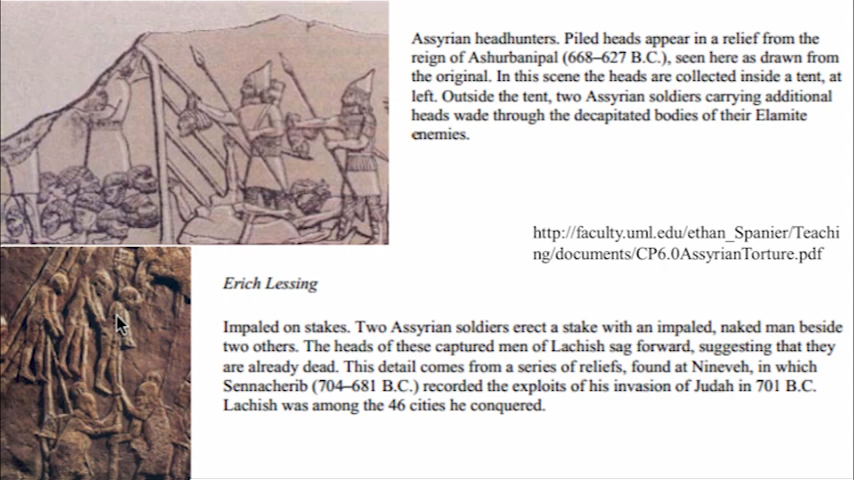 Assyrian headhunters. Piled heads appear in a relief from the
reign of Ashurbanipal (668–627 B.C.), seen here as drawn from
the original. In this scene the heads are collected inside a tent, at
left. Outside the tent, two Assyrian soldiers carrying additional
heads wade through the decapitated bodies of their Elamite
enemies.
http://faculty.uml.edu/ethan_Spanier/Teachi
ng/documents/CP6.0AssyrianTorture.pdf
Erich Lessing
Impaled on stakes. Two Assyrian soldiers erect a stake with an impaled, naked man beside
two others. The heads of these captured men of Lachish sag forward, suggesting that they
are already dead. This detail comes from a series of reliefs, found at Nineveh, in which
Sennacherib (704–681 B.C.) recorded the exploits of his invasion of Judah in 701 B.C.
Lachish was among the 46 cities he conquered.